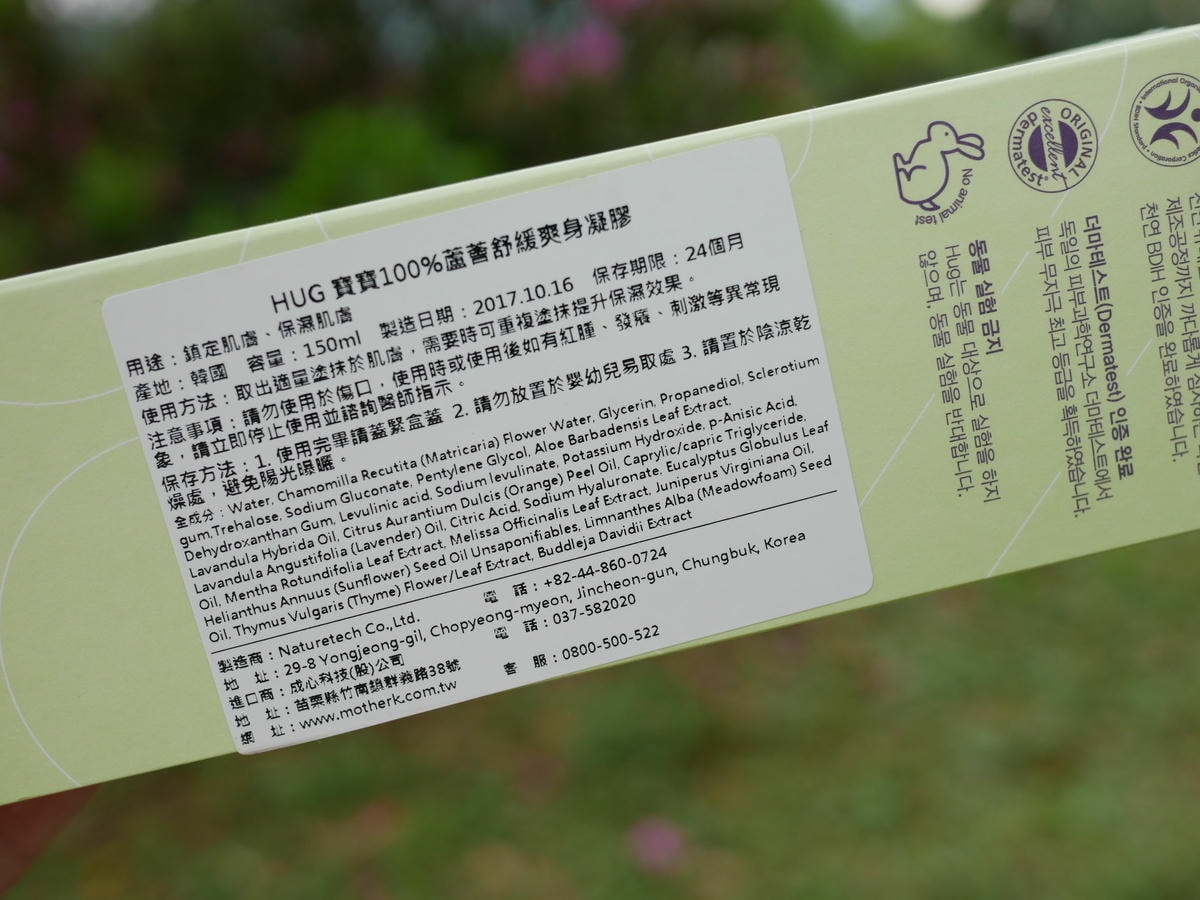 HUG 寶寶100%蘆薈舒緩爽身凝膠
用途：鎮定肌膚、保濕肌膚
產地：韓國 容量：150ml 製造日期：2017.10.16 保存期限：24個月
使用方法：取出適量塗抹於肌膚，需要時可重複塗抹提升保濕效果。
注意事項：請勿使用於傷口，使用時或使用後如有紅腫、發癢、刺激等異常現
象，請立即停止使用並諮詢醫師指示。
保存方法：1. 使用完畢請蓋緊盒蓋 2. 請勿放置於嬰幼兒易取處 3. 請置於陰涼乾
燥處，避免陽光曝曬。
全成分：Water, Chamomilla Recutita (Matricaria) Flower Water, Glycerin, Propanediol, Sclerotium
gum,Trehalose, Sodium Gluconate, Pentylene Glycol, Aloe Barbadensis Leaf Extract,
Dehydroxanthan Gum, Levulinic acid, Sodium levulinate, Potassium Hydroxide, p-Anisic Acid,
Lavandula Hybrida Oil, Citrus Aurantium Dulcis (Orange) Peel Oil, Caprylic/capric Triglyceride,
Lavandula Angustifolia (Lavender) Oil, Citric Acid, Sodium Hyaluronate, Eucalyptus Globulus Leaf
Oil, Mentha Rotundifolia Leaf Extract, Melissa Officinalis Leaf Extract, Juniperus Virginiana Oil,
Helianthus Annuus (Sunflower) Seed Oil Unsaponifiables, Limnanthes Alba (Meadowfoam) Seed
Oil, Thymus Vulgaris (Thyme) Flower/Leaf Extract, Buddleja Davidii Extract
製造商：Naturetech Co.,Ltd. 電 話：+82-44-860-0724
地 址：29-8 Yongjeong-gil, Chopyeong-myeon, Jincheon-gun, Chungbuk, Korea
進口商：成心科技(股)公司 電 話：037-582020
地 址：苗栗縣竹南鎮群義路38號
網 址：www.motherk.com.tw 客 服：0800-500-522
No animal test
동물 실험 금지
Hug는 동물 대상으로 실험을 하지
않으며, 동물 실험을 반대합니다.
ORIGINAL
excellent
dermatest
더마테스트(Dermatest) 인증 완료
독일의 피부과학연구소 더마테스트에서
피부 무자극 최고 등급을 획득하였습니다.
천연 BDIH 인증을 완료하였습니다.